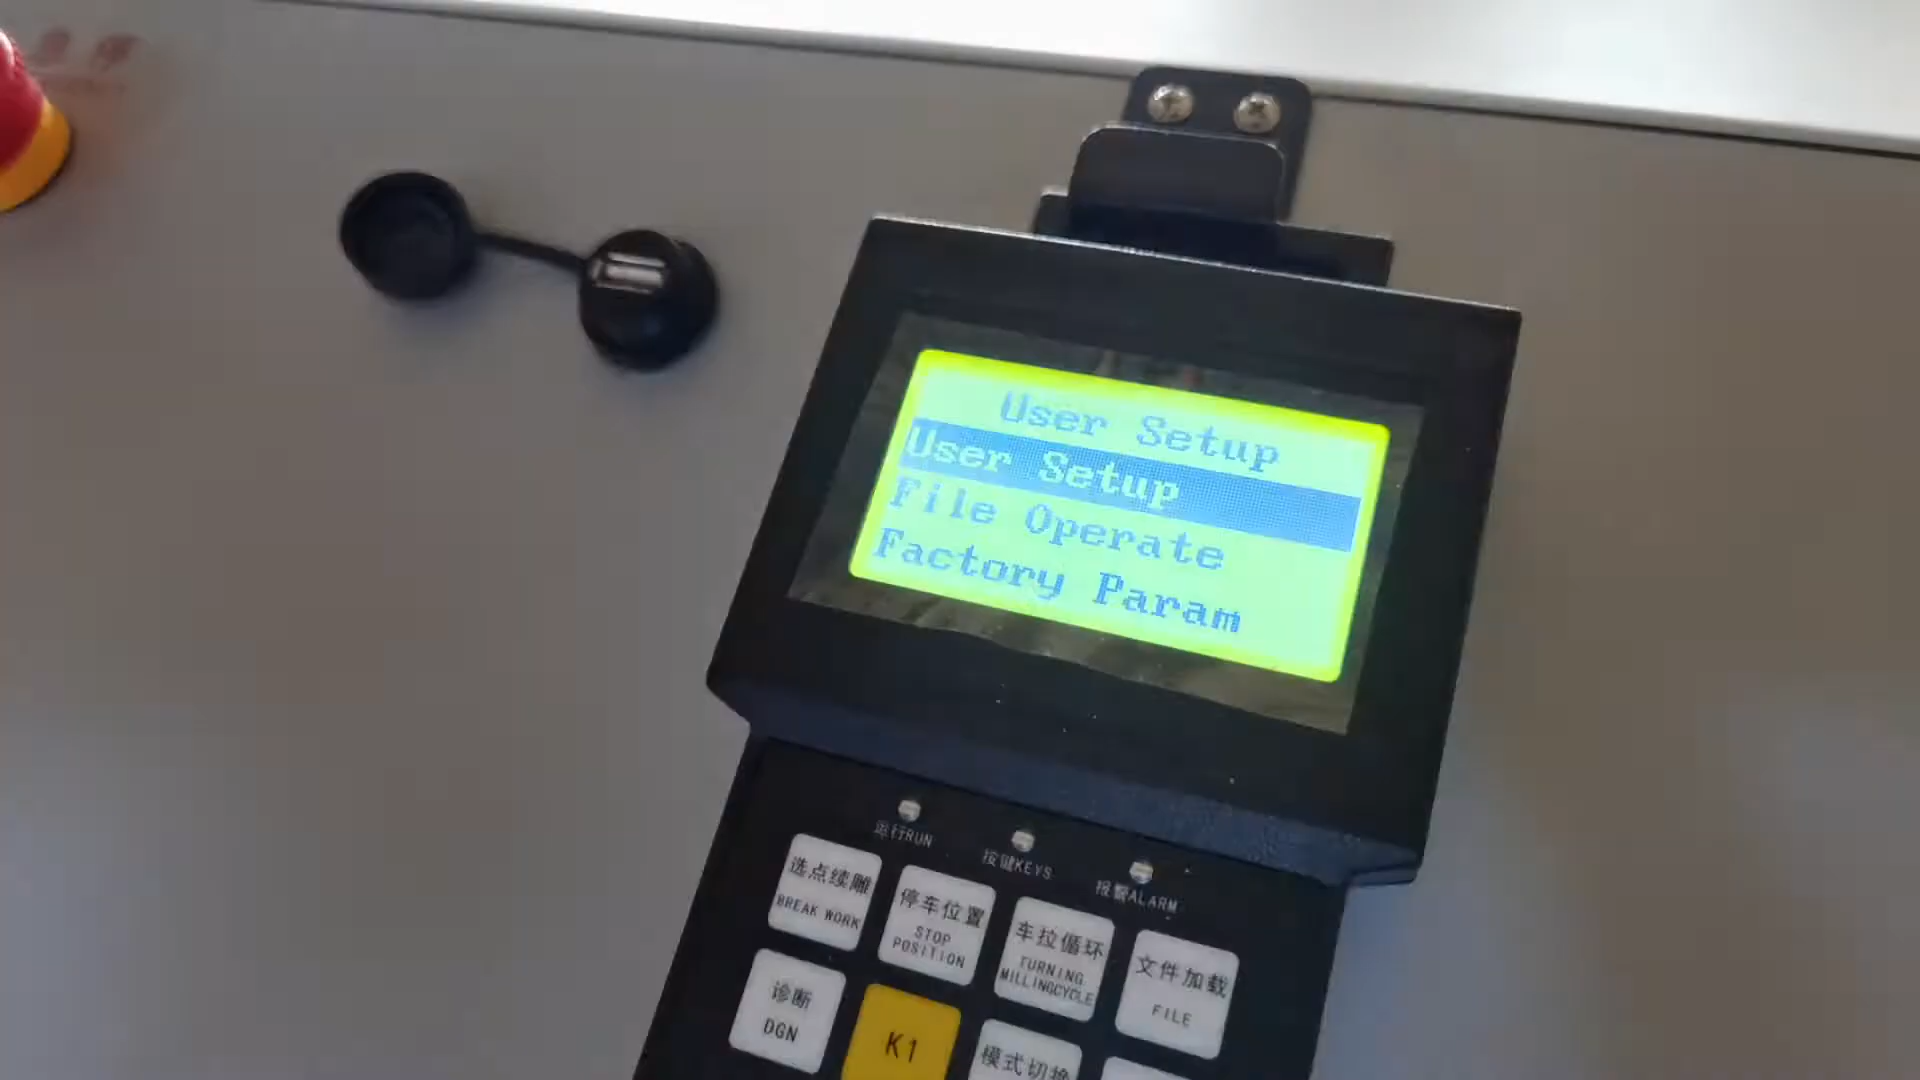 User Setup
User Setup
File Operate
Factory Param
运行RUN
按键KEYS
报警ALARM
选点续雕
BREAK WORK
停车位置
STOP
POSITION
车拉循环
TURNING
MILLINGCYCLE
文件加载
FILE
诊断
DGN
K1
模式切换